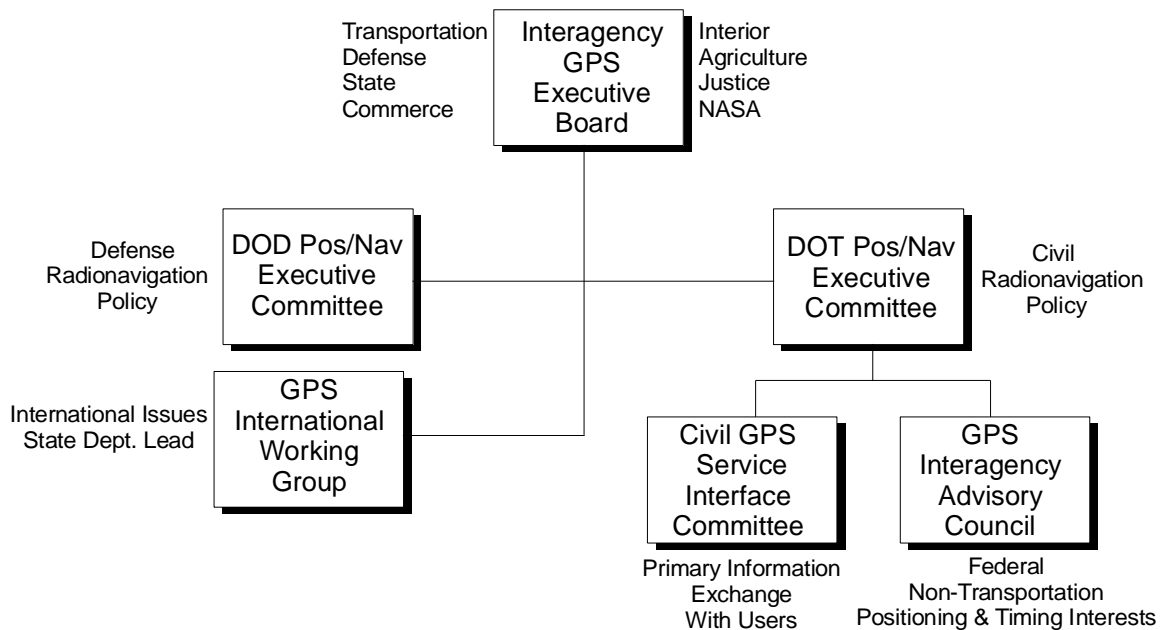 Transportation
Defense
State
Commerce
Interagency
GPS
Executive
Board
Interior
Agriculture
Justice
NASA
Defense
Radionavigation
Policy
DOD Pos/Nav
Executive
Committee
DOT Pos/Nav
Executive
Committee
Civil
Radionavigation
Policy
International Issues
State Dept. Lead
GPS
International
Working
Group
Civil GPS
Service
Interface
Committee
GPS
Interagency
Advisory
Council
Primary Information
Exchange
With Users
Federal
Non-Transportation
Positioning & Timing Interests